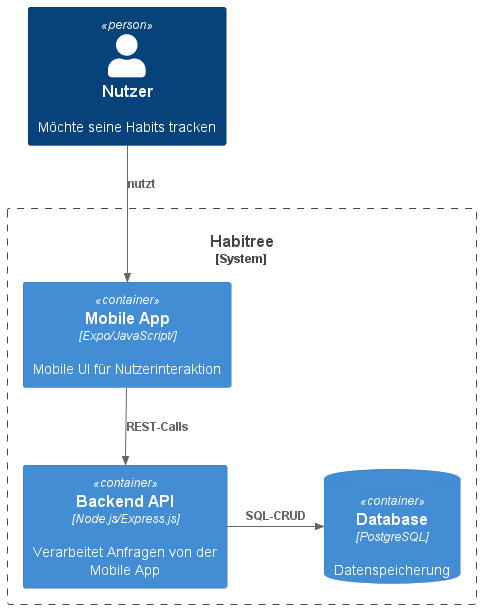 «person»
Nutzer
Möchte seine Habits tracken
nutzt
Habitree
[System]
«container»
Mobile App
[Expo/JavaScript/]
Mobile UI für Nutzerinteraktion
REST-Calls
«container»
Backend API
[Node.js/Express.js]
Verarbeitet Anfragen von der
Mobile App
SQL-CRUD
«container»
Database
[PostgreSQL]
Datenspeicherung